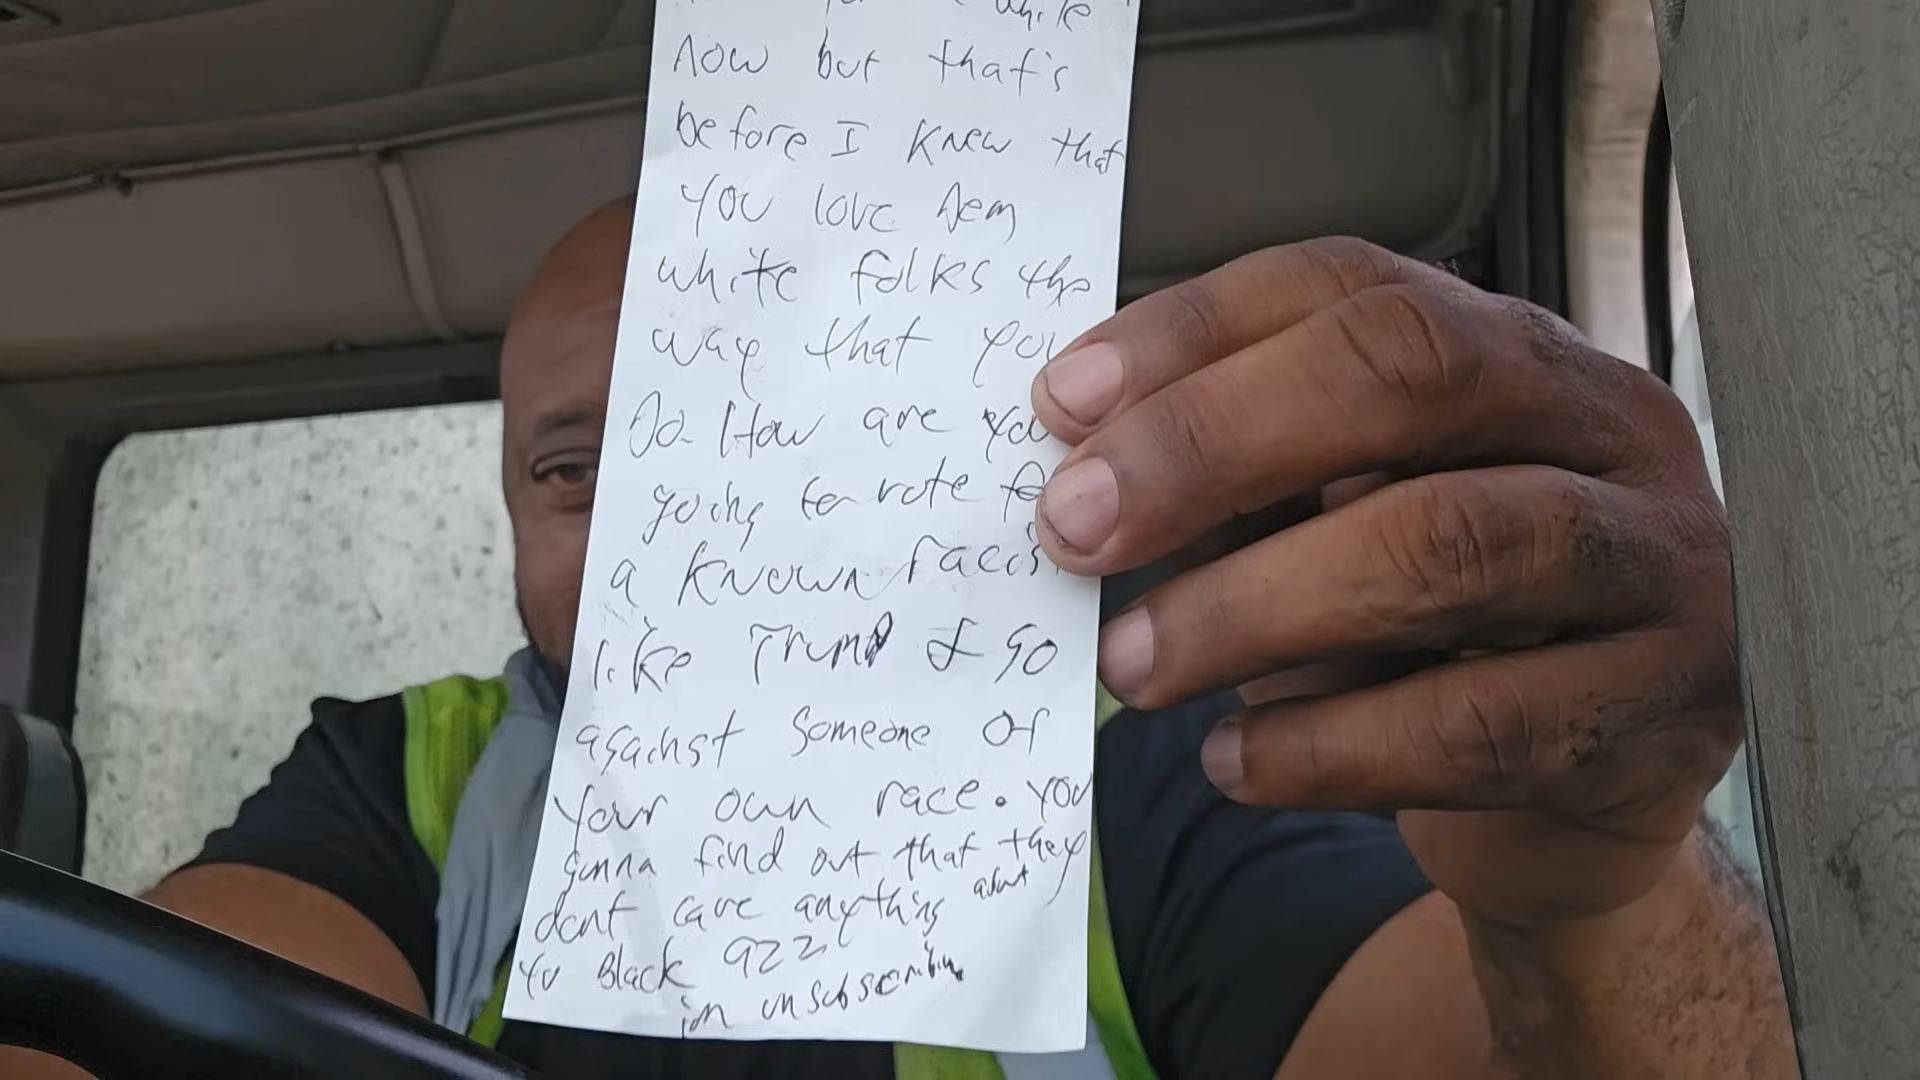 while
now but that's
before I knew that
you love dem
white folks the
way that you
Do. How are you
going to vote
a known racis
like Trump & go
against someone of
your own race. You
gonna find out that they
dont care anything about
yo Black azz
im unsubscribing